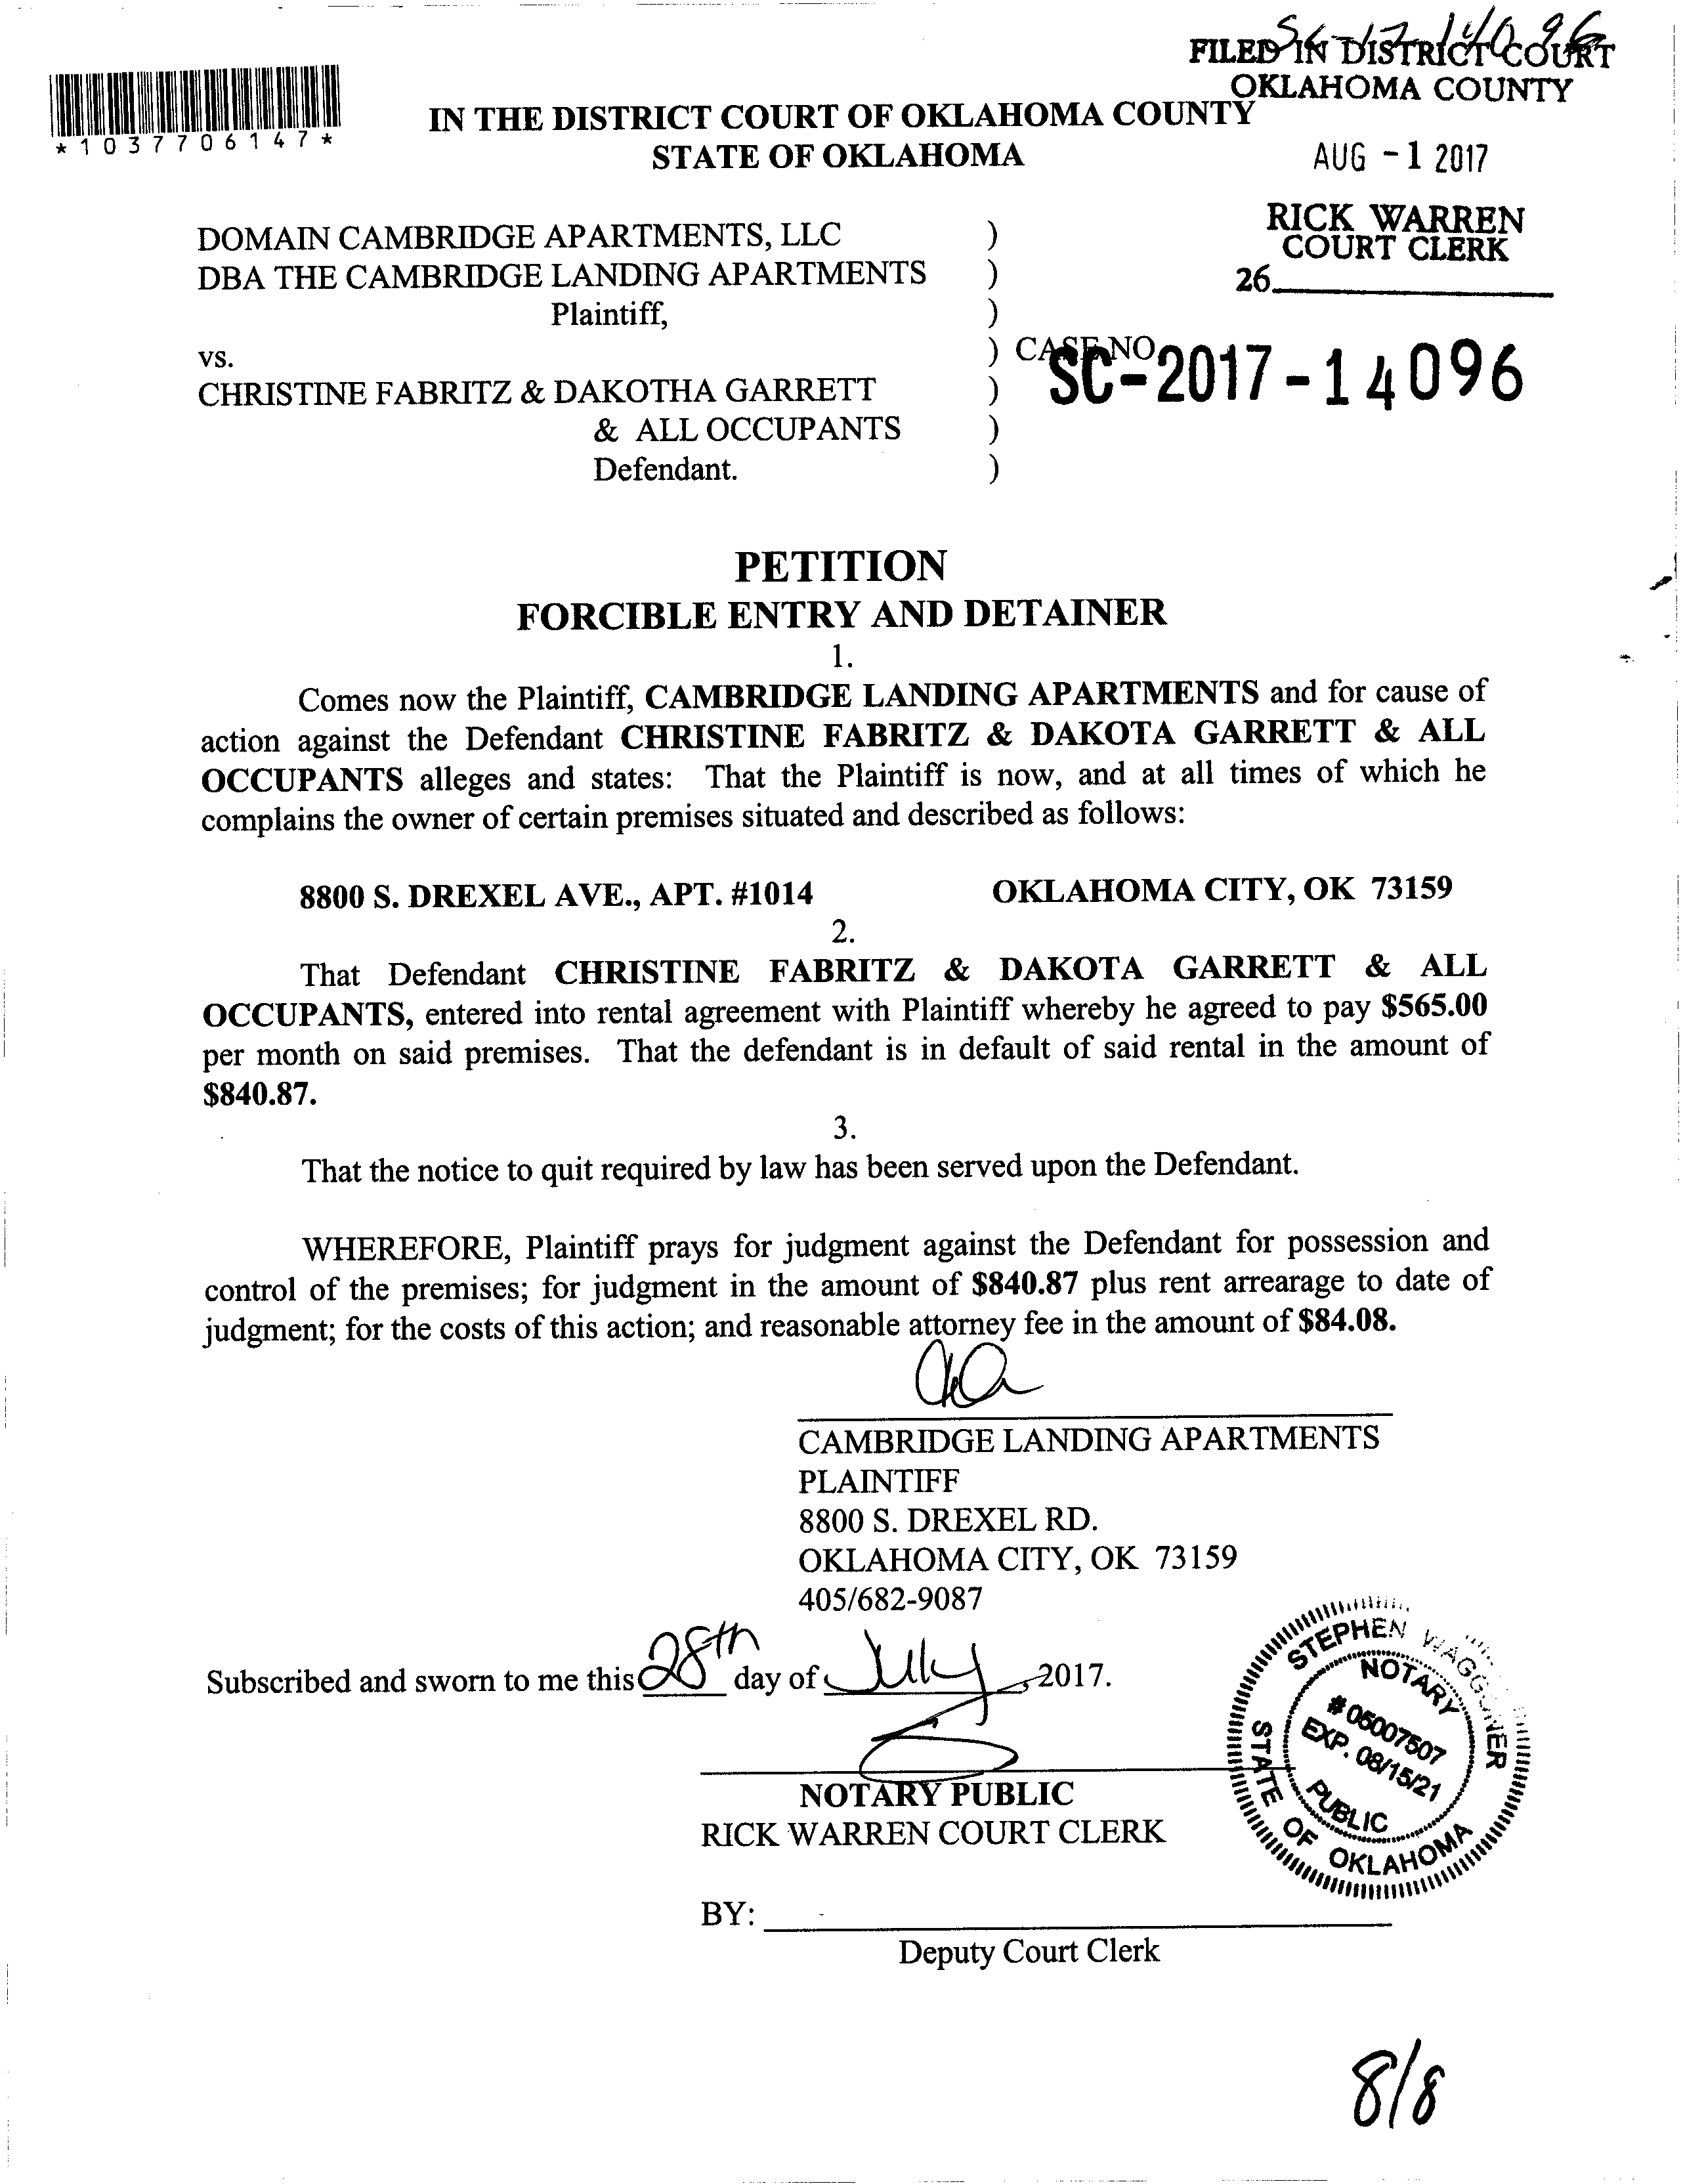 SC-17-14096
FILED IN DISTRICT COURT
OKLAHOMA COUNTY
*1037706147*
IN THE DISTRICT COURT OF OKLAHOMA COUNTY
STATE OF OKLAHOMA
AUG -1 2017
RICK WARREN
COURT CLERK
26
DOMAIN CAMBRIDGE APARTMENTS, LLC )
DBA THE CAMBRIDGE LANDING APARTMENTS )
Plaintiff, )
vs. ) CASE NO.
SC-2017-14096
CHRISTINE FABRITZ & DAKOTHA GARRETT )
& ALL OCCUPANTS )
Defendant. )
PETITION
FORCIBLE ENTRY AND DETAINER
1.
Comes now the Plaintiff, CAMBRIDGE LANDING APARTMENTS and for cause of
action against the Defendant CHRISTINE FABRITZ & DAKOTA GARRETT & ALL
OCCUPANTS alleges and states: That the Plaintiff is now, and at all times of which he
complains the owner of certain premises situated and described as follows:
8800 S. DREXEL AVE., APT. #1014 OKLAHOMA CITY, OK 73159
2.
That Defendant CHRISTINE FABRITZ & DAKOTA GARRETT & ALL
OCCUPANTS, entered into rental agreement with Plaintiff whereby he agreed to pay $565.00
per month on said premises. That the defendant is in default of said rental in the amount of
$840.87.
3.
That the notice to quit required by law has been served upon the Defendant.
WHEREFORE, Plaintiff prays for judgment against the Defendant for possession and
control of the premises; for judgment in the amount of $840.87 plus rent arrearage to date of
judgment; for the costs of this action; and reasonable attorney fee in the amount of $84.08.
CAMBRIDGE LANDING APARTMENTS
PLAINTIFF
8800 S. DREXEL RD.
OKLAHOMA CITY, OK 73159
405/682-9087
Subscribed and sworn to me this 28th day of July, 2017.
NOTARY PUBLIC
RICK WARREN COURT CLERK
BY:
Deputy Court Clerk
STEPHEN WAGGONER
NOTARY
# 05007507
EXP. 08/15/21
PUBLIC
STATE OF OKLAHOMA
8/8